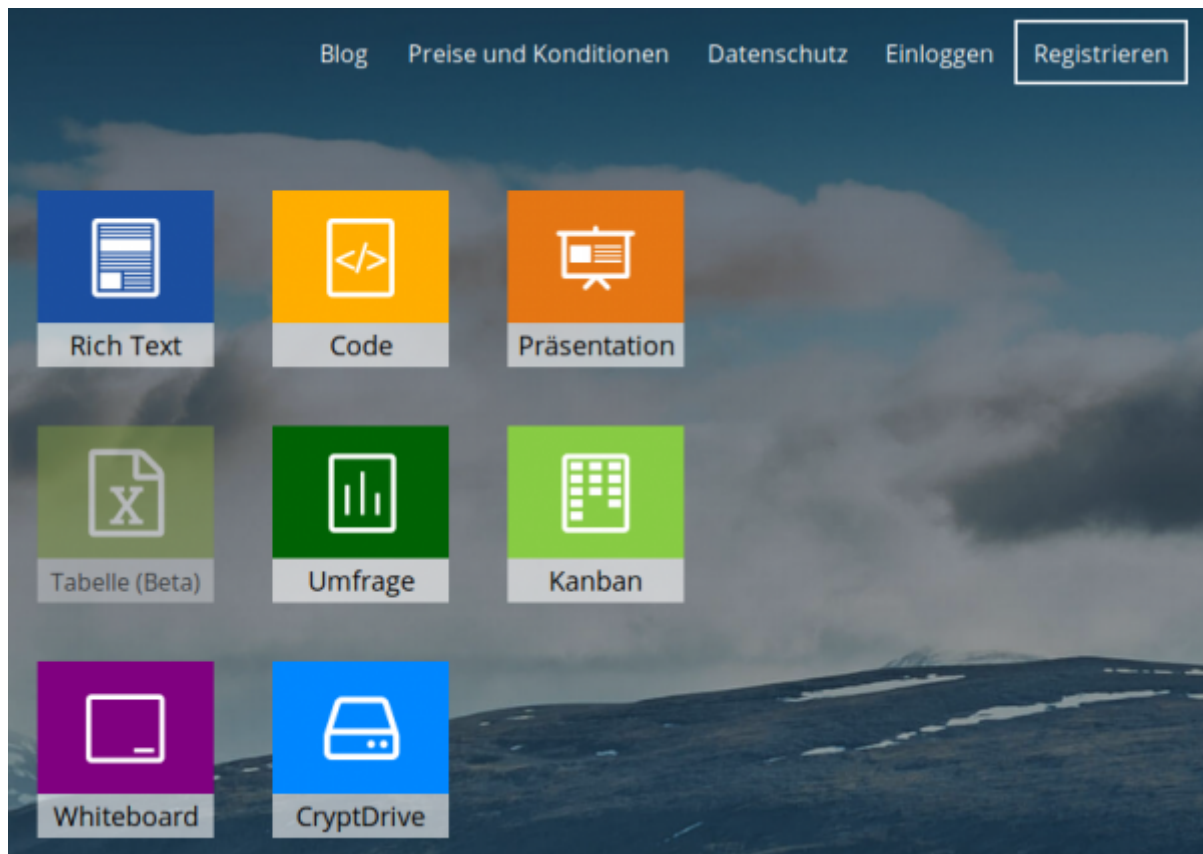 Blog Preise und Konditionen Datenschutz Einloggen Registrieren
</>
Rich Text Code Präsentation
X
Tabelle (Beta) Umfrage Kanban
Whiteboard CryptDrive